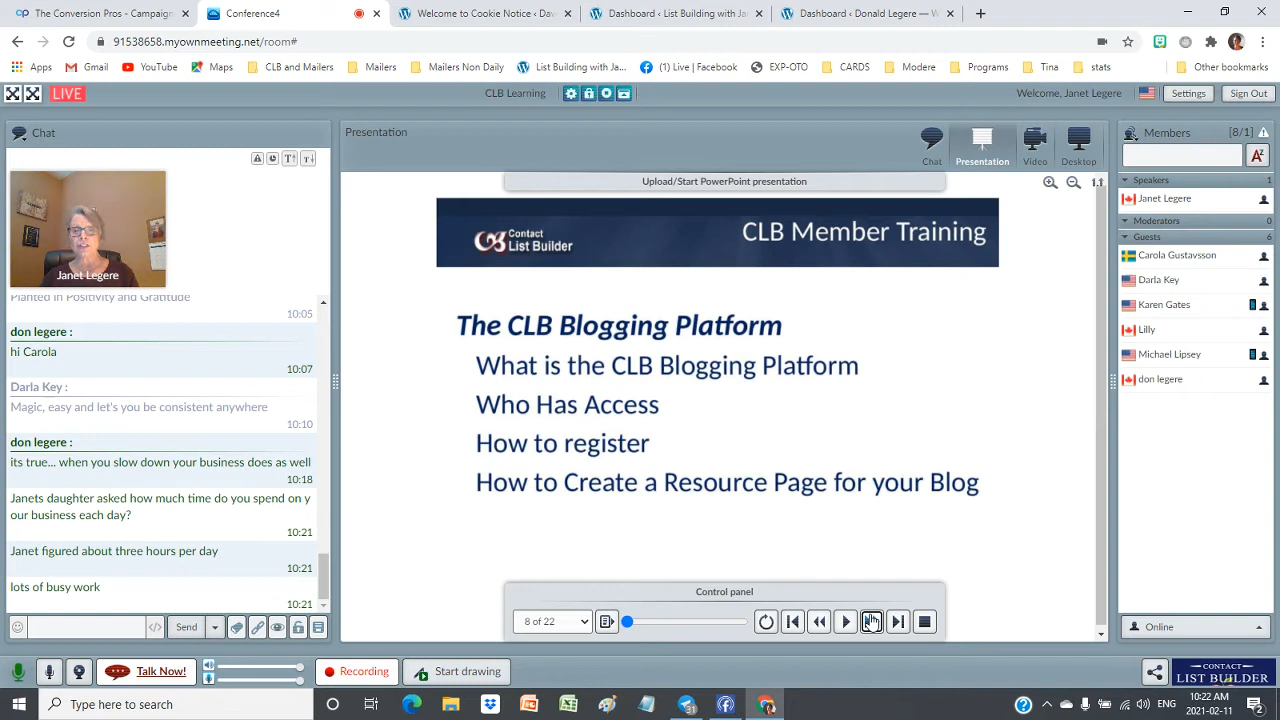 The Conversion Pros - Campaign
Conference4
Welcome to Cookie Notice ‹ Dav
Dashboard ‹ List Building with Ja
Dashboard ‹ Donald Legere — W
91538658.myownmeeting.net/room#
Apps
Gmail
YouTube
Maps
CLB and Mailers
Mailers
Mailers Non Daily
List Building with Ja...
(1) Live | Facebook
EXP-OTO
CARDS
Modere
Programs
Tina
stats
Other bookmarks
LIVE
CLB Learning
Welcome, Janet Legere
Settings
Sign Out
Chat
Janet Legere
Planted in Positivity and Gratitude
10:05
don legere :
hi Carola
10:07
Darla Key :
Magic, easy and let's you be consistent anywhere
10:10
don legere :
its true... when you slow down your business does as well
10:18
Janets daughter asked how much time do you spend on y
our business each day?
10:21
Janet figured about three hours per day
10:21
lots of busy work
10:21
Send
Presentation
Chat
Presentation
Video
Desktop
Upload/Start PowerPoint presentation
1:1
Contact
List Builder
CLB Member Training
The CLB Blogging Platform
What is the CLB Blogging Platform
Who Has Access
How to register
How to Create a Resource Page for your Blog
Control panel
8 of 22
Members
[8/1]
Speakers
1
Janet Legere
Moderators
0
Guests
6
Carola Gustavsson
Darla Key
Karen Gates
Lilly
Michael Lipsey
don legere
Online
Talk Now!
Recording
Start drawing
CONTACT
LIST BUILDER
Type here to search
31
ENG
10:22 AM
2021-02-11
2